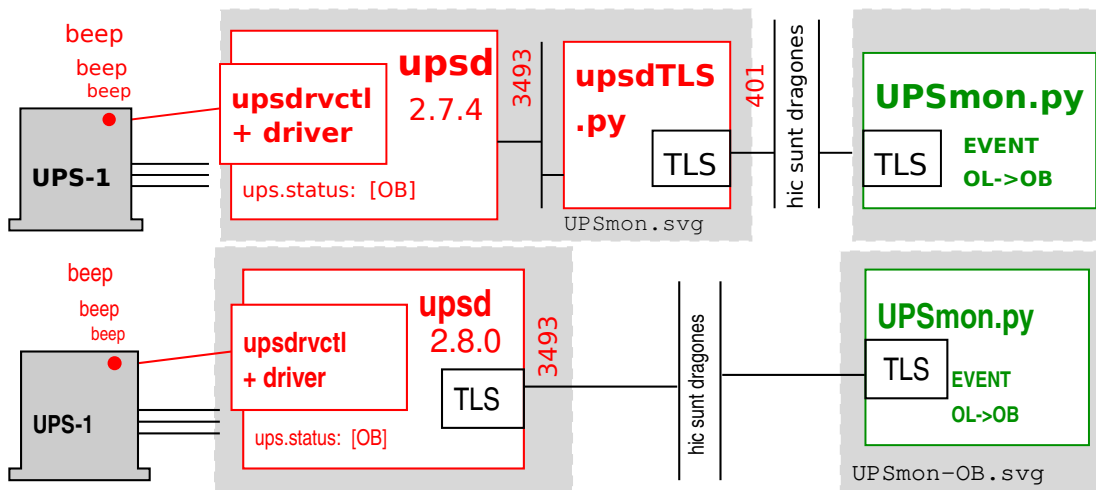 beep
beep
beep
UPS-1
upsdrvctl
+ driver
upsd
2.7.4
ups.status: [OB]
3493
upsdTLS
.py
TLS
401
UPSmon.svg
hic sunt dragones
UPSmon.py
TLS
EVENT
OL->OB
beep
beep
beep
UPS-1
upsdrvctl
+ driver
upsd
2.8.0
TLS
ups.status: [OB]
3493
hic sunt dragones
UPSmon.py
TLS
EVENT
OL->OB
UPSmon-OB.svg